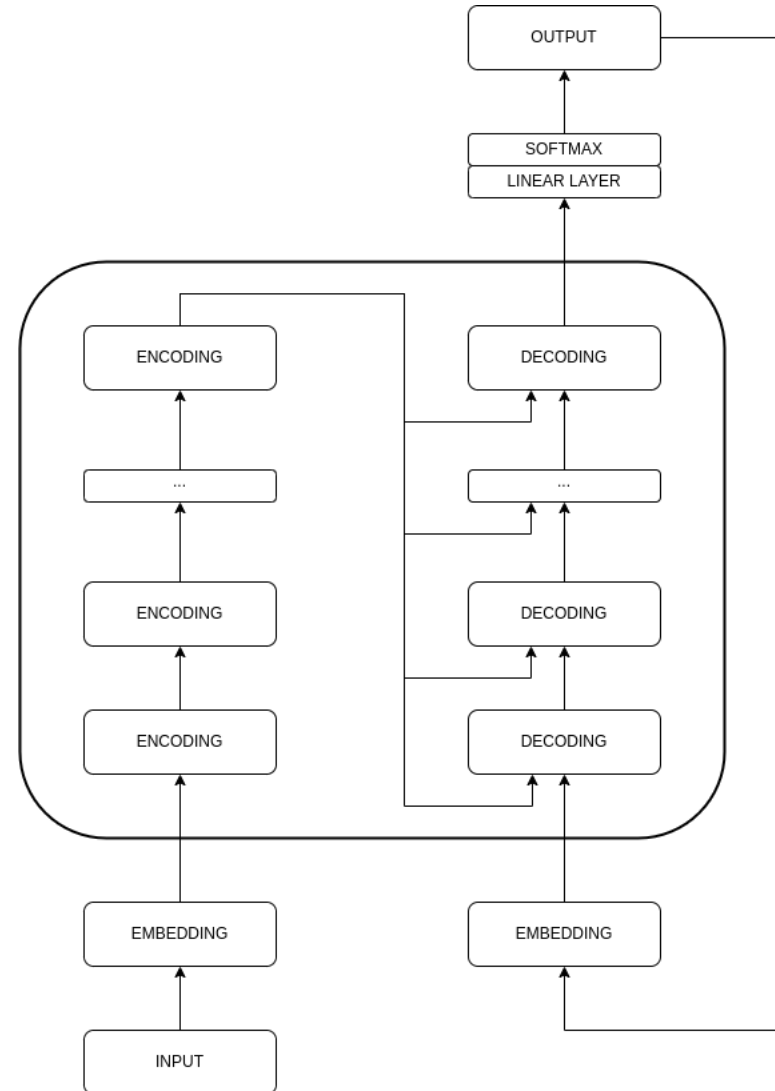 OUTPUT
SOFTMAX
LINEAR LAYER
ENCODING
DECODING
...
...
ENCODING
DECODING
ENCODING
DECODING
EMBEDDING
EMBEDDING
INPUT